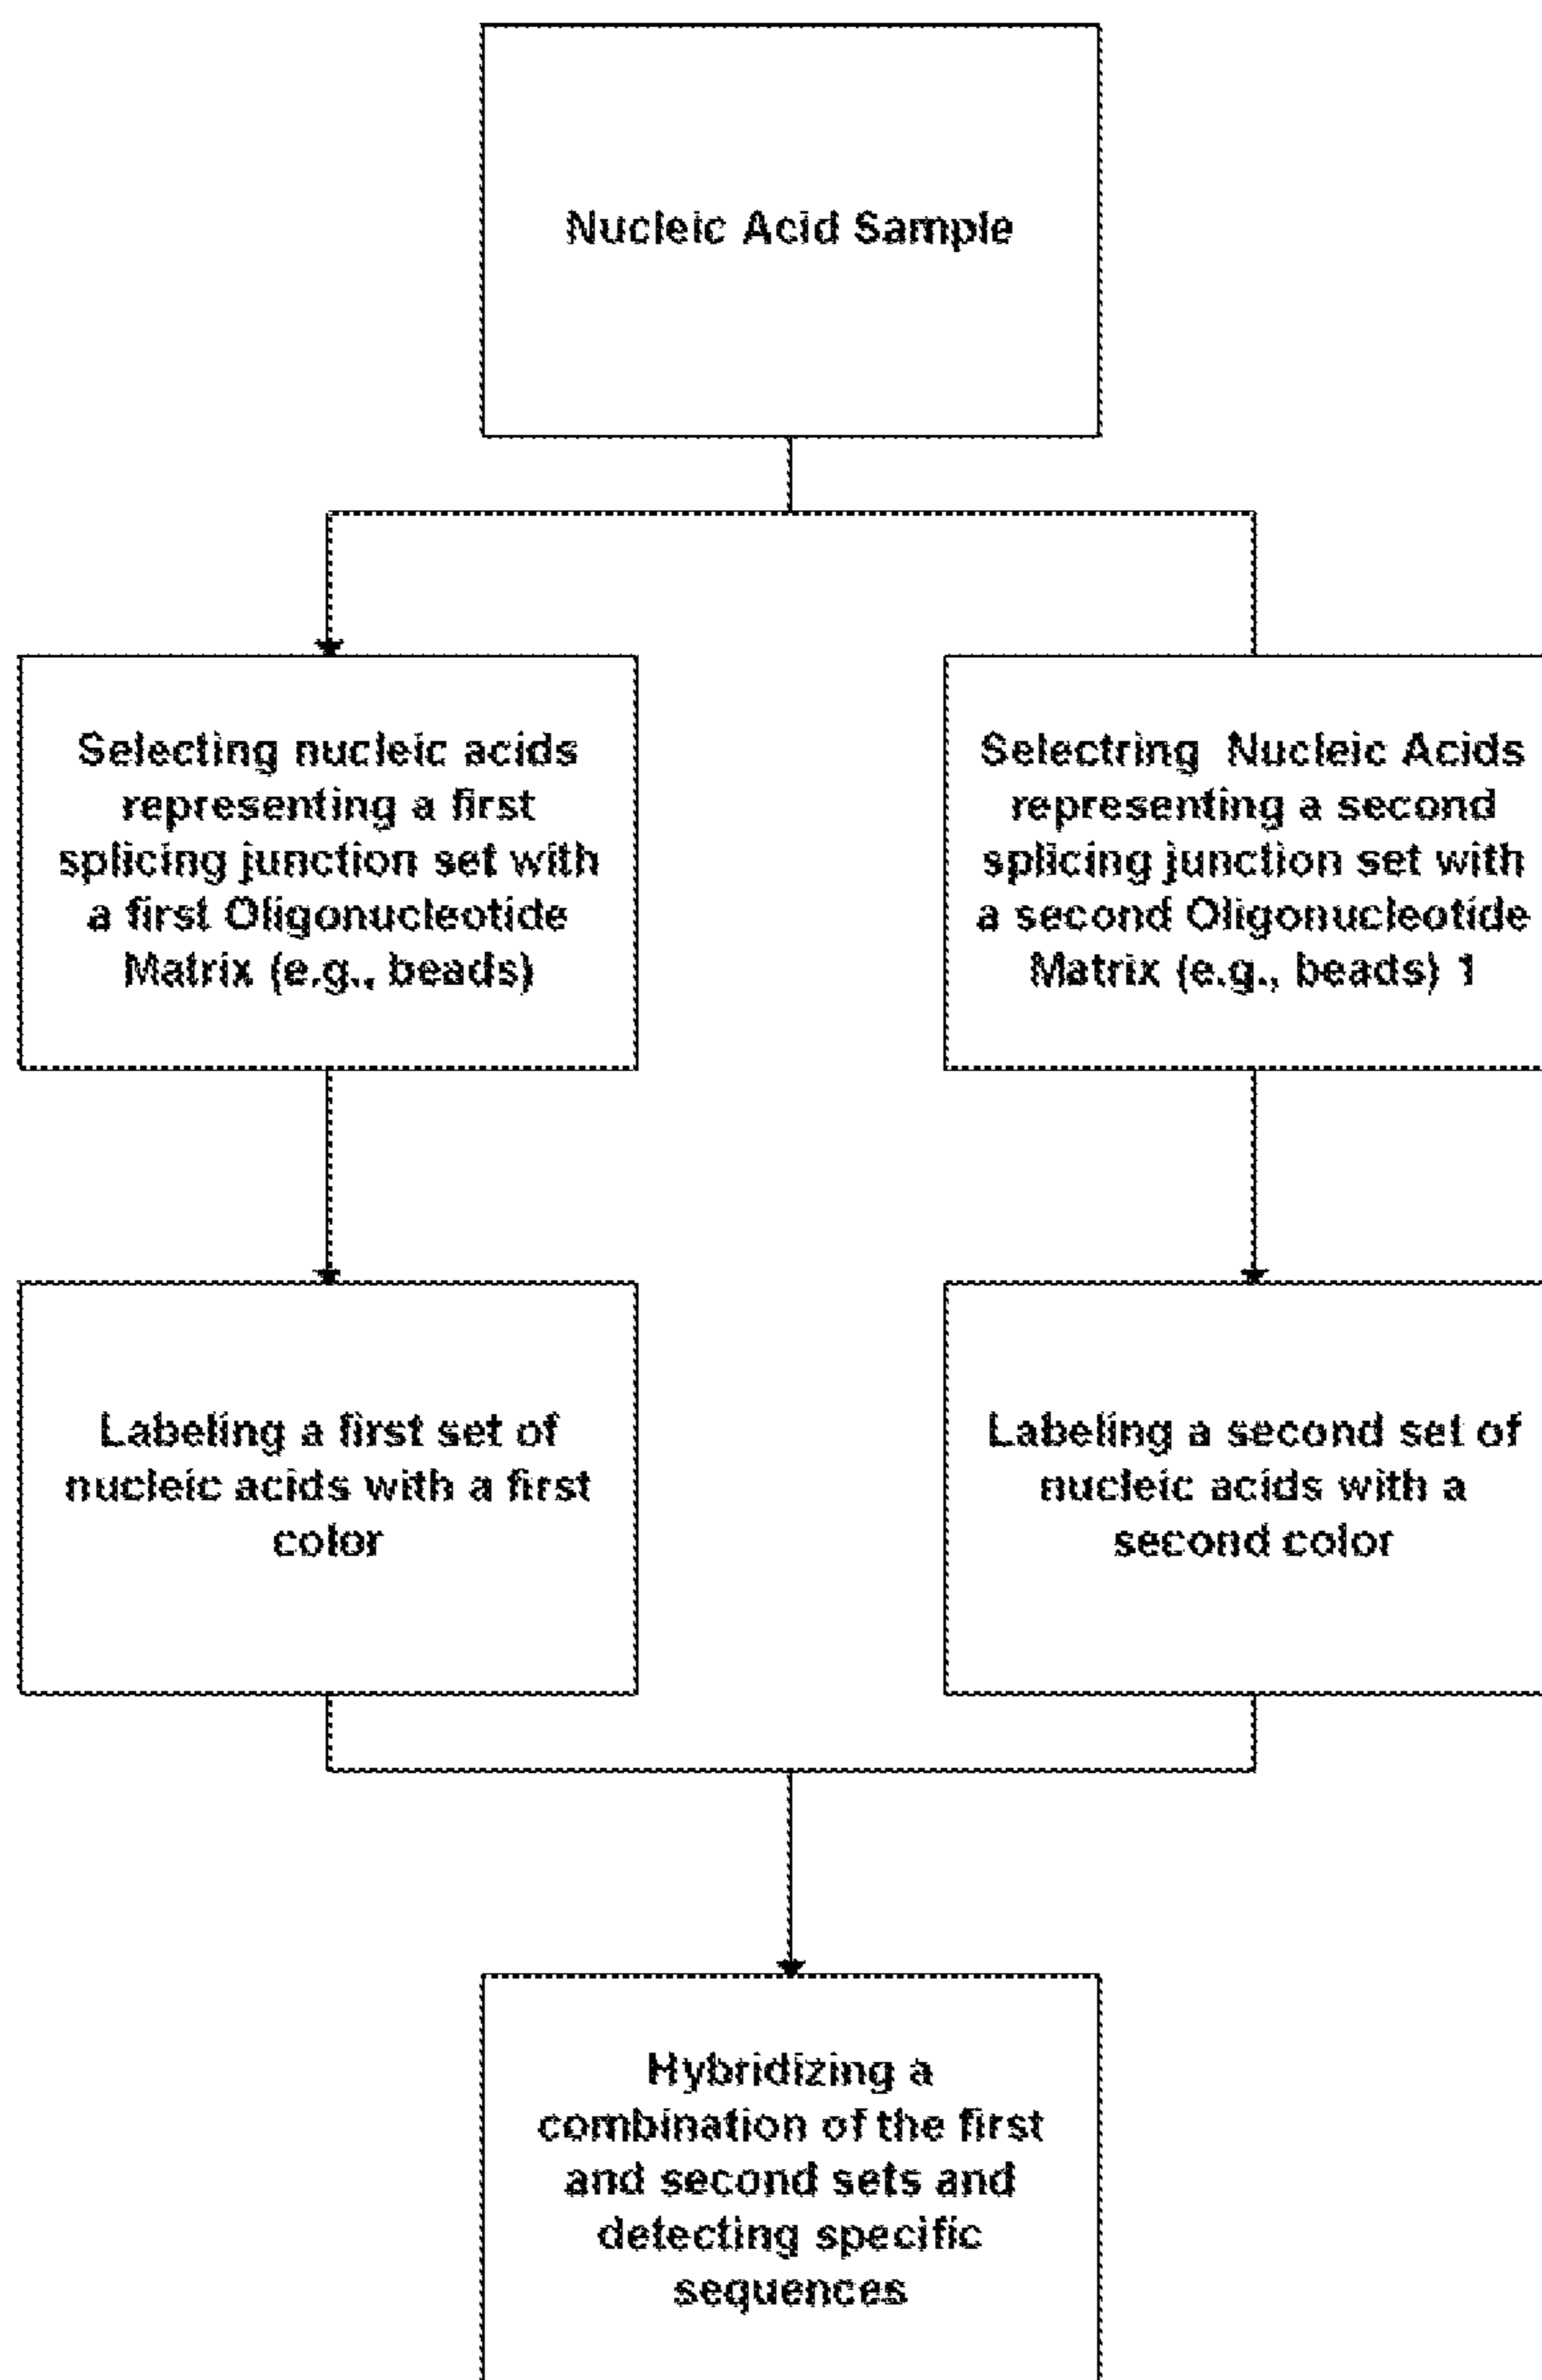 Nucleic Acid Sample
Selecting nucleic acids
representing a first
splicing junction set with
a first Oligonucleotide
Matrix (e.g., beads)
Selectring Nucleic Acids
representing a second
splicing junction set with
a second Oligonucleotide
Matrix (e.g., beads) 1
Labeling a first set of
nucleic acids with a first
color
Labeling a second set of
nucleic acids with a
second color
Hybridizing a
combination of the first
and second sets and
detecting specific
sequences